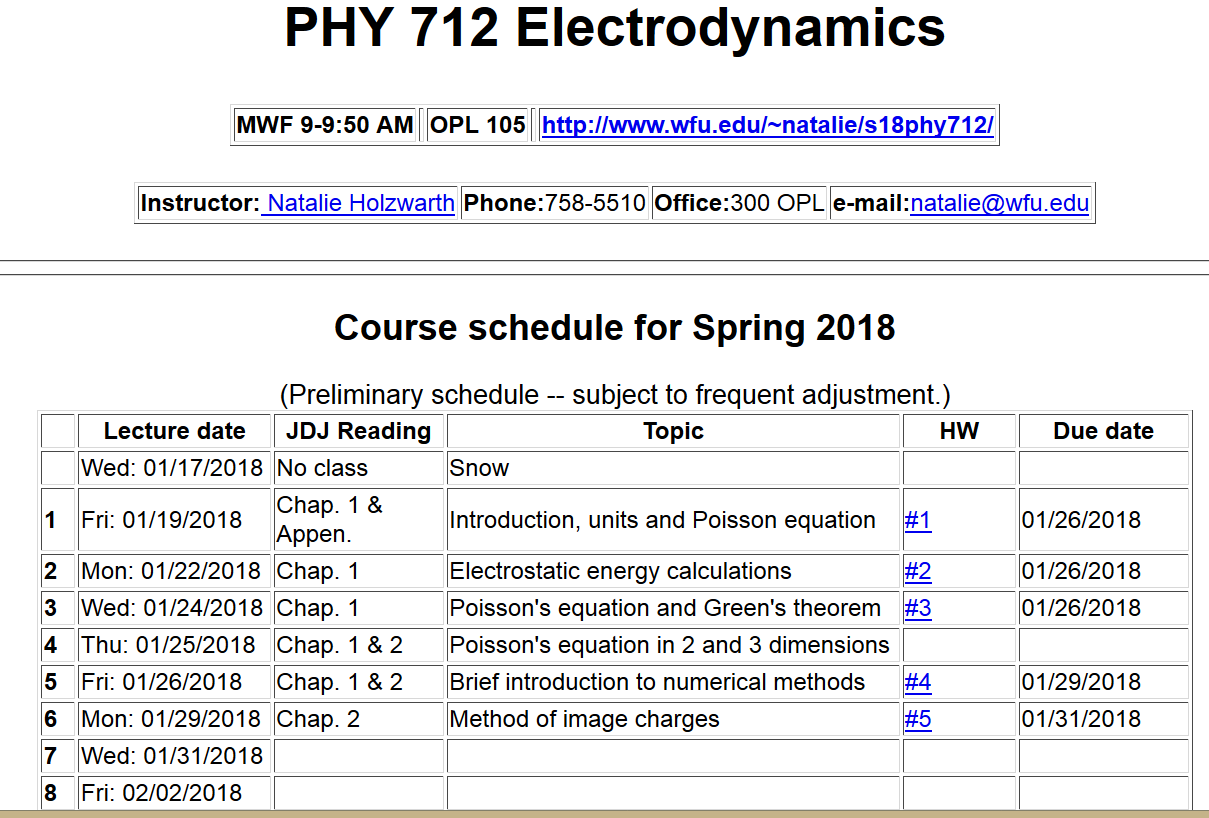 PHY 712 Electrodynamics
MWF 9-9:50 AM OPL 105 http://www.wfu.edu/~natalie/s18phy712/
Instructor: Natalie Holzwarth Phone:758-5510 Office:300 OPL e-mail:natalie@wfu.edu
Course schedule for Spring 2018
(Preliminary schedule -- subject to frequent adjustment.)
Lecture date JDJ Reading Topic HW Due date
Wed: 01/17/2018 No class Snow
1 Fri: 01/19/2018 Chap. 1 & Appen. Introduction, units and Poisson equation #1 01/26/2018
2 Mon: 01/22/2018 Chap. 1 Electrostatic energy calculations #2 01/26/2018
3 Wed: 01/24/2018 Chap. 1 Poisson's equation and Green's theorem #3 01/26/2018
4 Thu: 01/25/2018 Chap. 1 & 2 Poisson's equation in 2 and 3 dimensions
5 Fri: 01/26/2018 Chap. 1 & 2 Brief introduction to numerical methods #4 01/29/2018
6 Mon: 01/29/2018 Chap. 2 Method of image charges #5 01/31/2018
7 Wed: 01/31/2018
8 Fri: 02/02/2018